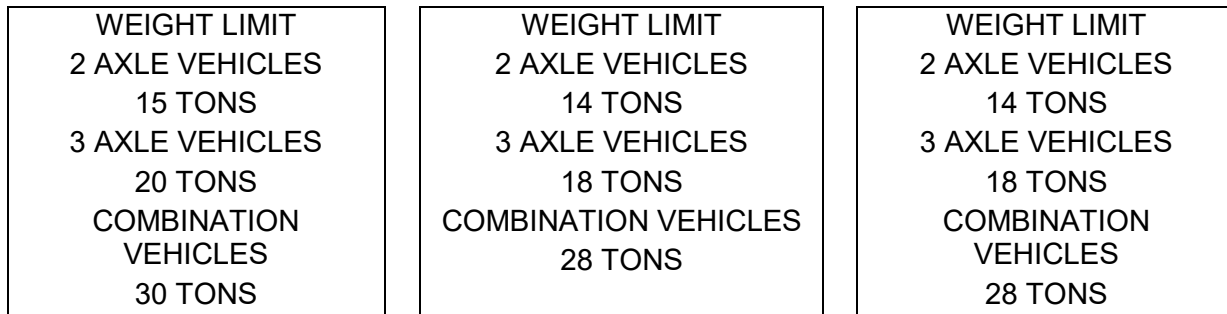 WEIGHT LIMIT
2 AXLE VEHICLES
15 TONS
3 AXLE VEHICLES
20 TONS
COMBINATION
VEHICLES
30 TONS
WEIGHT LIMIT
2 AXLE VEHICLES
14 TONS
3 AXLE VEHICLES
18 TONS
COMBINATION VEHICLES
28 TONS
WEIGHT LIMIT
2 AXLE VEHICLES
14 TONS
3 AXLE VEHICLES
18 TONS
COMBINATION
VEHICLES
28 TONS